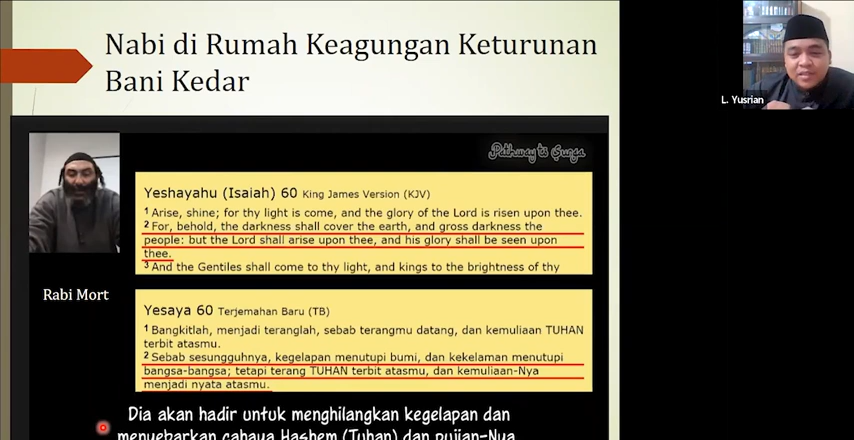 Nabi di Rumah Keagungan Keturunan
Bani Kedar
L. Yusrian
Pathway to Sunga
Yeshayahu (Isaiah) 60 King James Version (KJV)
1 Arise, shine; for thy light is come, and the glory of the Lord is risen upon thee.
2 For, behold, the darkness shall cover the earth, and gross darkness the
people: but the Lord shall arise upon thee, and his glory shall be seen upon
thee.
3 And the Gentiles shall come to thy light, and kings to the brightness of thy
Rabi Mort
Yesaya 60 Terjemahan Baru (TB)
1 Bangkitlah, menjadi teranglah, sebab terangmu datang, dan kemuliaan TUHAN
terbit atasmu.
2 Sebab sesungguhnya, kegelapan menutupi bumi, dan kekelaman menutupi
bangsa-bangsa; tetapi terang TUHAN terbit atasmu, dan kemuliaan-Nya
menjadi nyata atasmu.
Dia akan hadir untuk menghilangkan kegelapan dan
menyebarkan cahaya Hashem (Tuhan) dan pujian-Nya